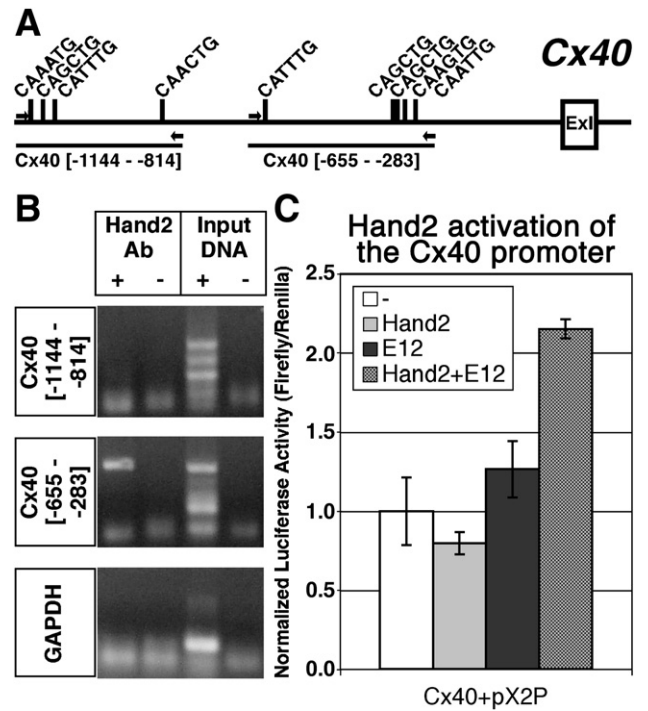 A
CAAATG CAGCTG CATTTG CAACTG CATTTG CAGCTG CAGCTG CAAGTG CAATTG
Cx40
ExI
Cx40 [-1144 - -814] Cx40 [-655 - -283]
B
Hand2 Input
Ab DNA
+ - + -
Cx40
[-1144 -
-814]
Cx40
[-655 -
-283]
GAPDH
C
Hand2 activation of
the Cx40 promoter
Normalized Luciferase Activity (Firefly/Renilla)
2.5
2.0
1.5
1.0
0.5
0.0
-
Hand2
E12
Hand2+E12
Cx40+pX2P